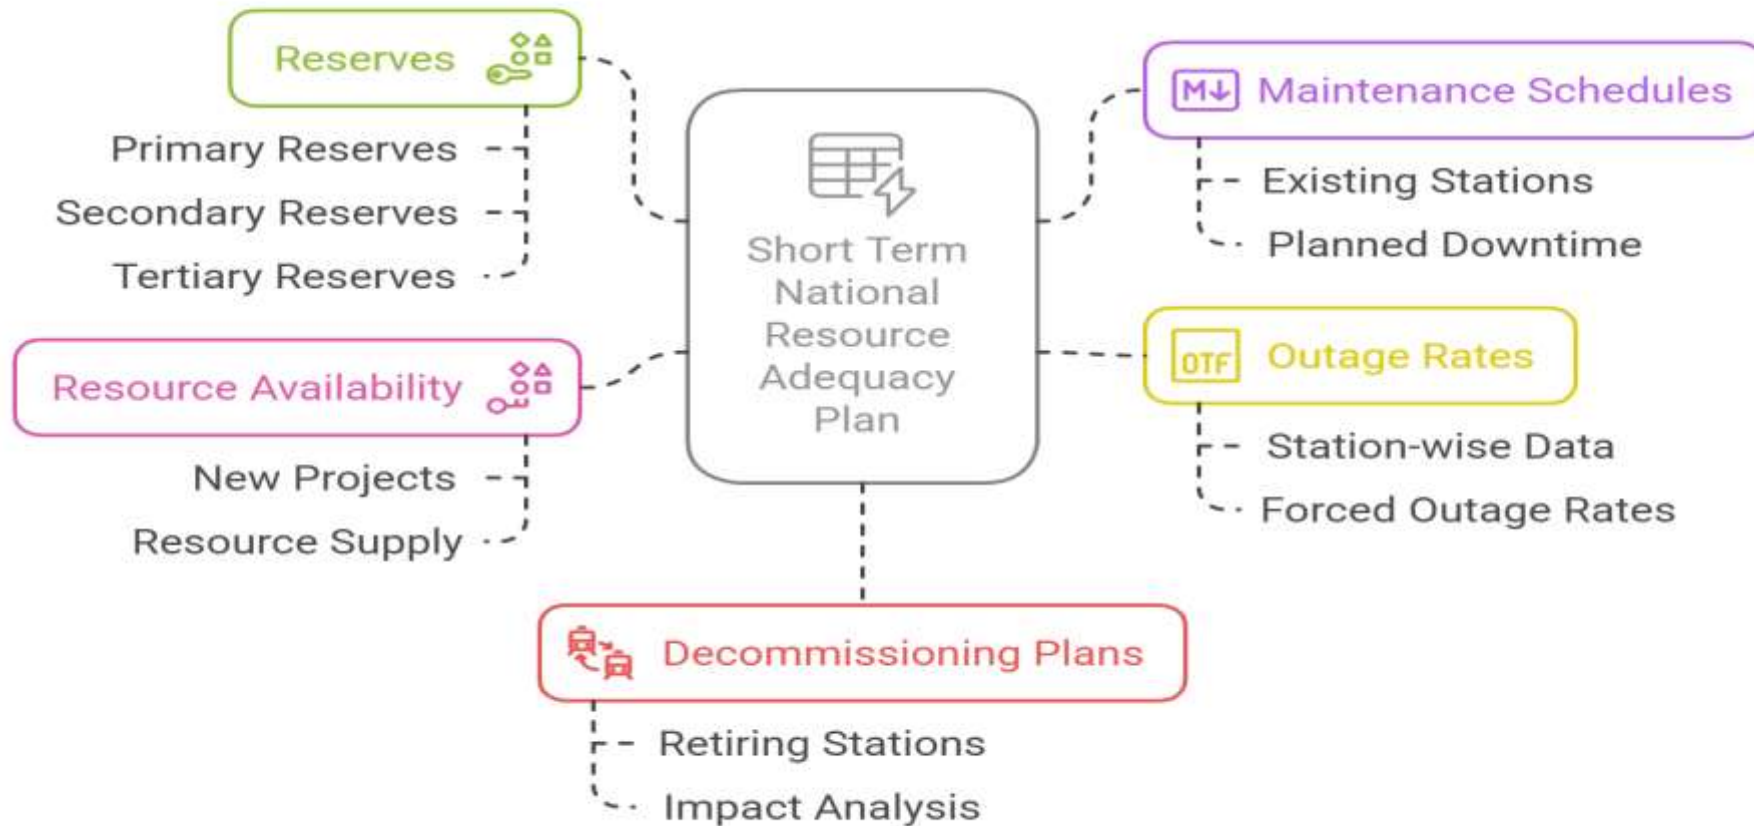 Reserves
Primary Reserves
Secondary Reserves
Tertiary Reserves
Resource Availability
New Projects
Resource Supply
Short Term
National
Resource
Adequacy
Plan
M↓ Maintenance Schedules
Existing Stations
Planned Downtime
OTF Outage Rates
Station-wise Data
Forced Outage Rates
Decommissioning Plans
Retiring Stations
Impact Analysis